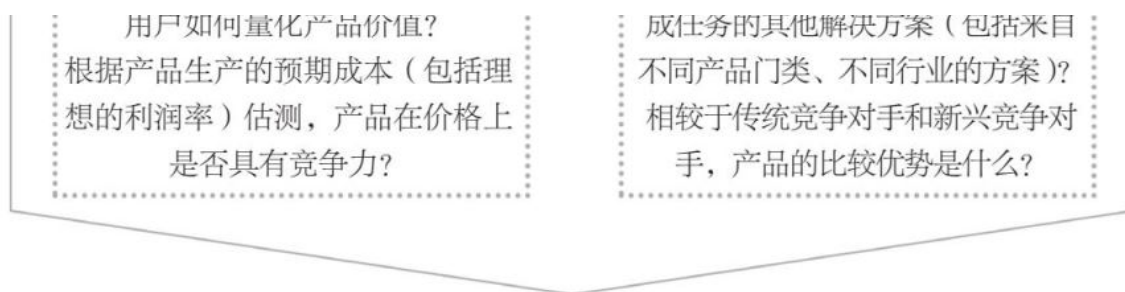 用户如何量化产品价值?
根据产品生产的预期成本(包括理
想的利润率)估测,产品在价格上
是否具有竞争力?
成任务的其他解决方案(包括来自
不同产品门类、不同行业的方案)?
相较于传统竞争对手和新兴竞争对
手,产品的比较优势是什么?